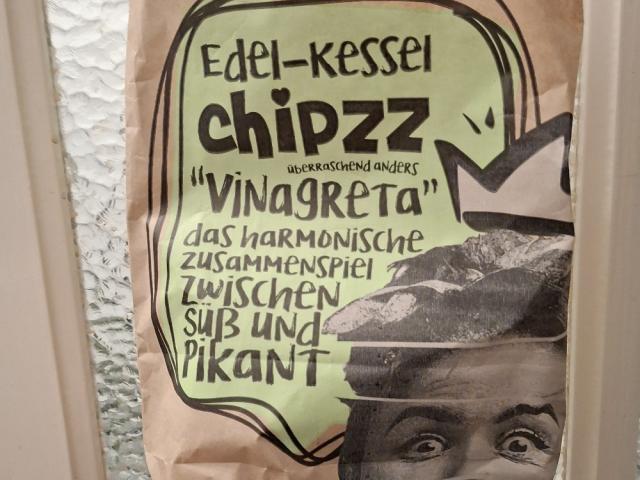 Edel-Kessel
chipzz
überraschend anders
"Vinagreta"
das harmonische
zusammenspiel
zwischen
süß und
pikant